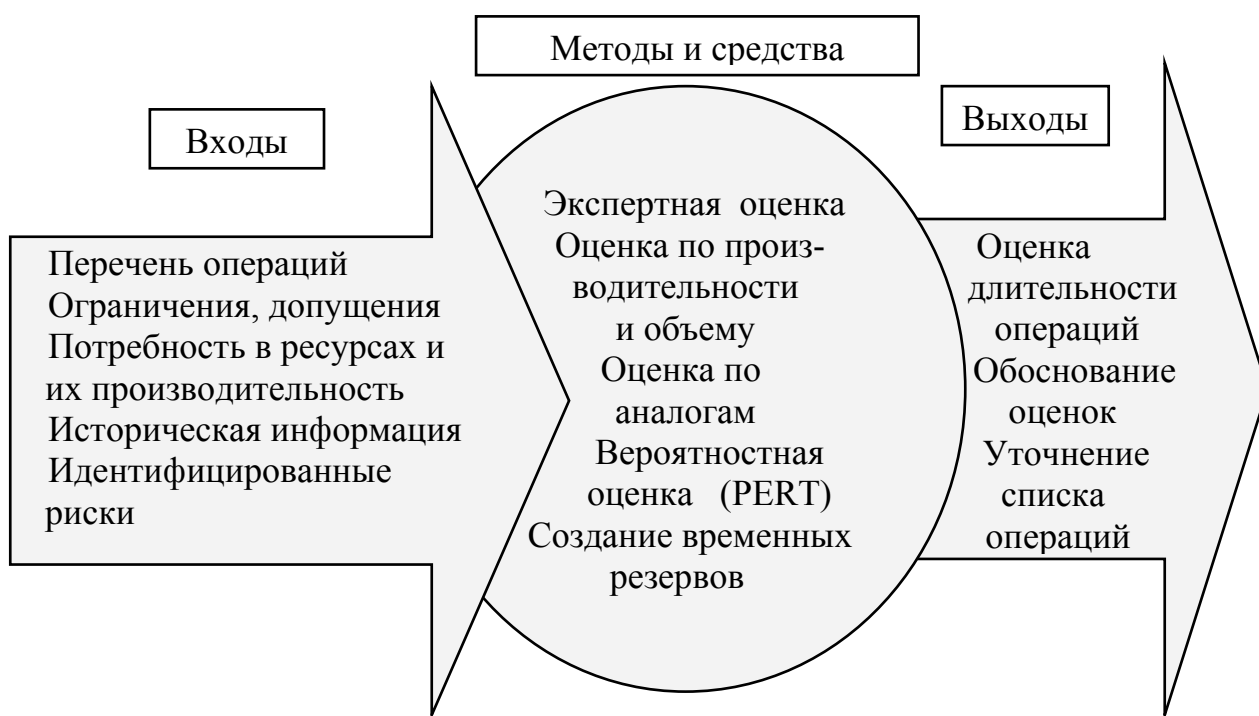 Методы и средства
Входы
Выходы
Перечень операций
Ограничения, допущения
Потребность в ресурсах и
их производительность
Историческая информация
Идентифицированные
риски
Экспертная оценка
Оценка по произ-
водительности
и объему
Оценка по
аналогам
Вероятностная
оценка (PERT)
Создание временных
резервов
Оценка
длительности
операций
Обоснование
оценок
Уточнение
списка
операций